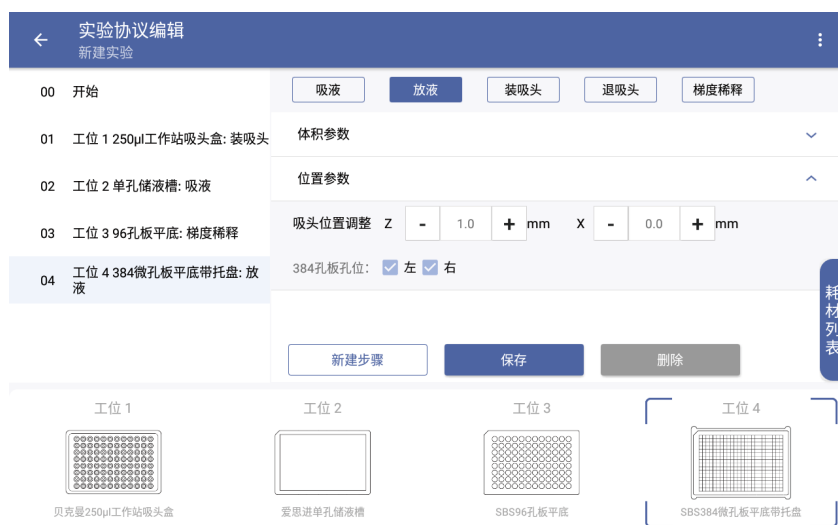 实验协议编辑
新建实验
00 开始
01 工位 1 250μl工作站吸头盒: 装吸头
02 工位 2 单孔储液槽: 吸液
03 工位 3 96孔板平底: 梯度稀释
04 工位 4 384微孔板平底带托盘: 放
液
吸液 放液 装吸头 退吸头 梯度稀释
体积参数
位置参数
吸头位置调整 Z - 1.0 + mm X - 0.0 + mm
384孔板孔位: 左 右
耗材列表
新建步骤 保存 删除
工位 1 工位 2 工位 3 工位 4
贝克曼250μl工作站吸头盒 爱思进单孔储液槽 SBS96孔板平底 SBS384微孔板平底带托盘